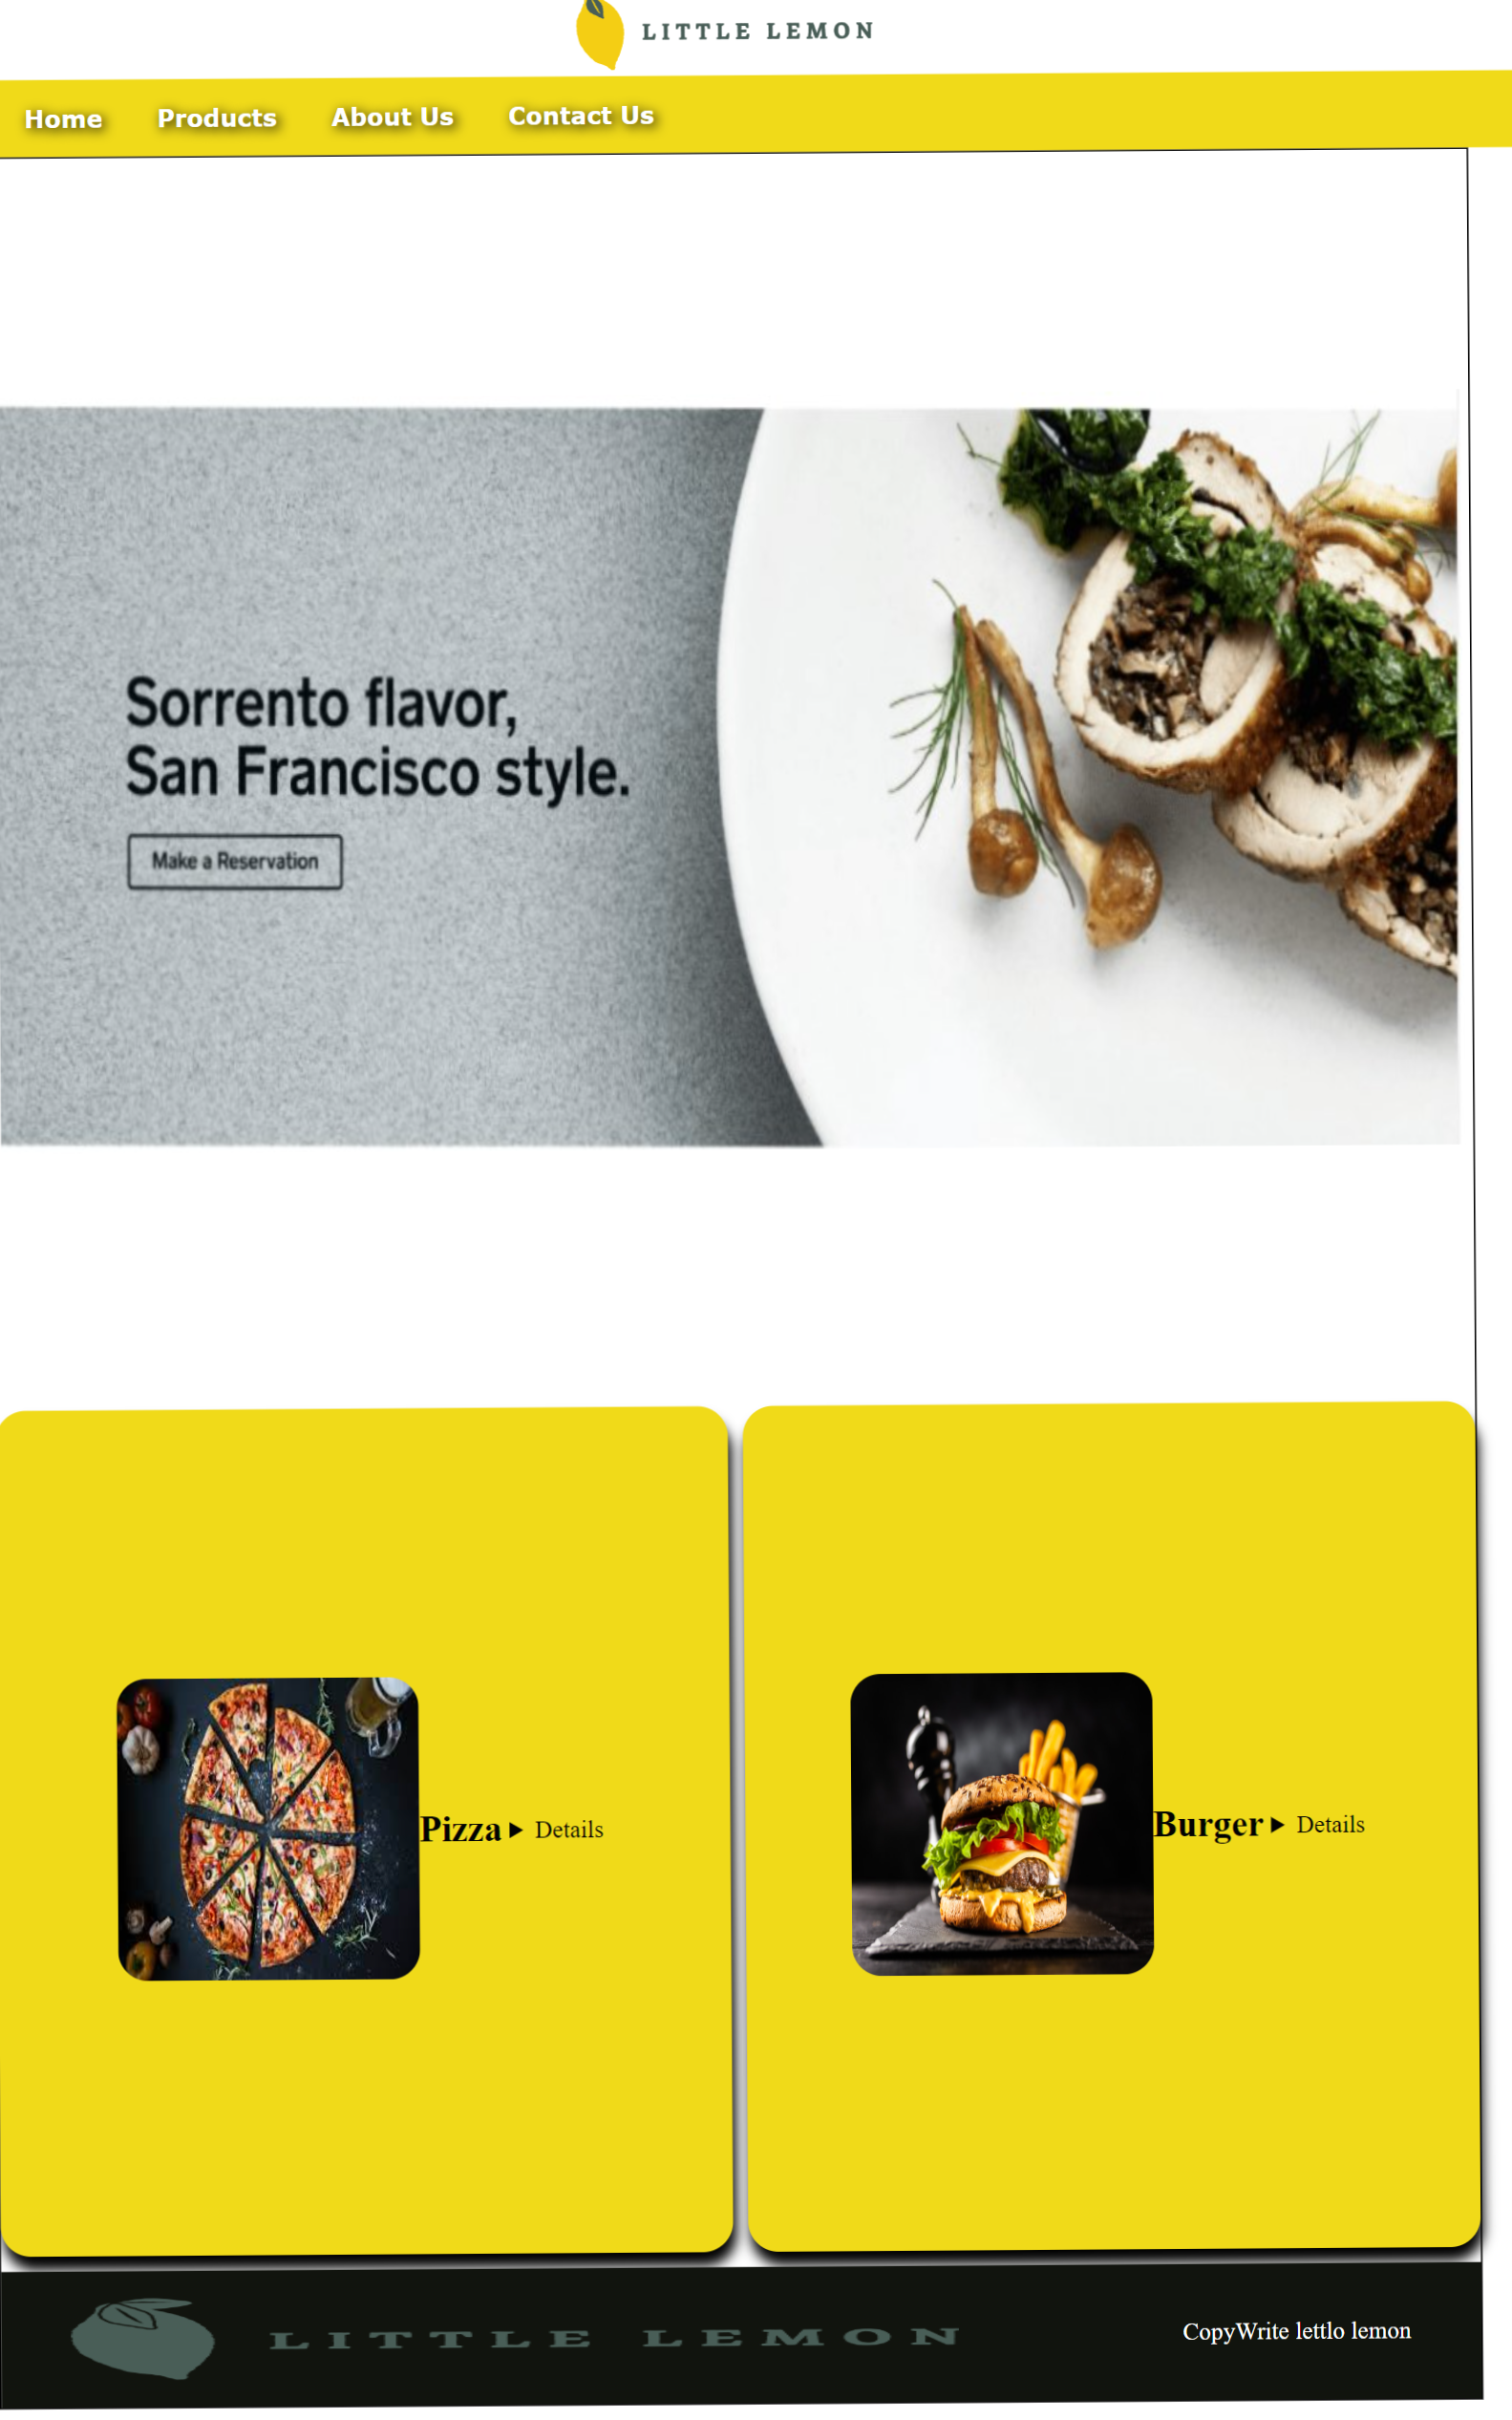 LITTLE LEMON
Home Products About Us Contact Us
Sorrento flavor,
San Francisco style.
Make a Reservation
Pizza ▶ Details
Burger ▶ Details
LITTLE LEMON
CopyWrite lettlo lemon